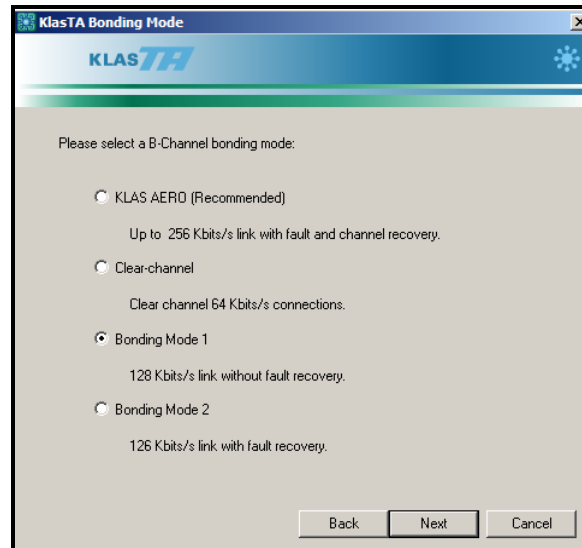 KlasTA Bonding Mode
KLAS TA
Please select a B-Channel bonding mode:
KLAS AERO (Recommended)
Up to 256 Kbits/s link with fault and channel recovery.
Clear-channel
Clear channel 64 Kbits/s connections.
Bonding Mode 1
128 Kbits/s link without fault recovery.
Bonding Mode 2
126 Kbits/s link with fault recovery.
Back Next Cancel